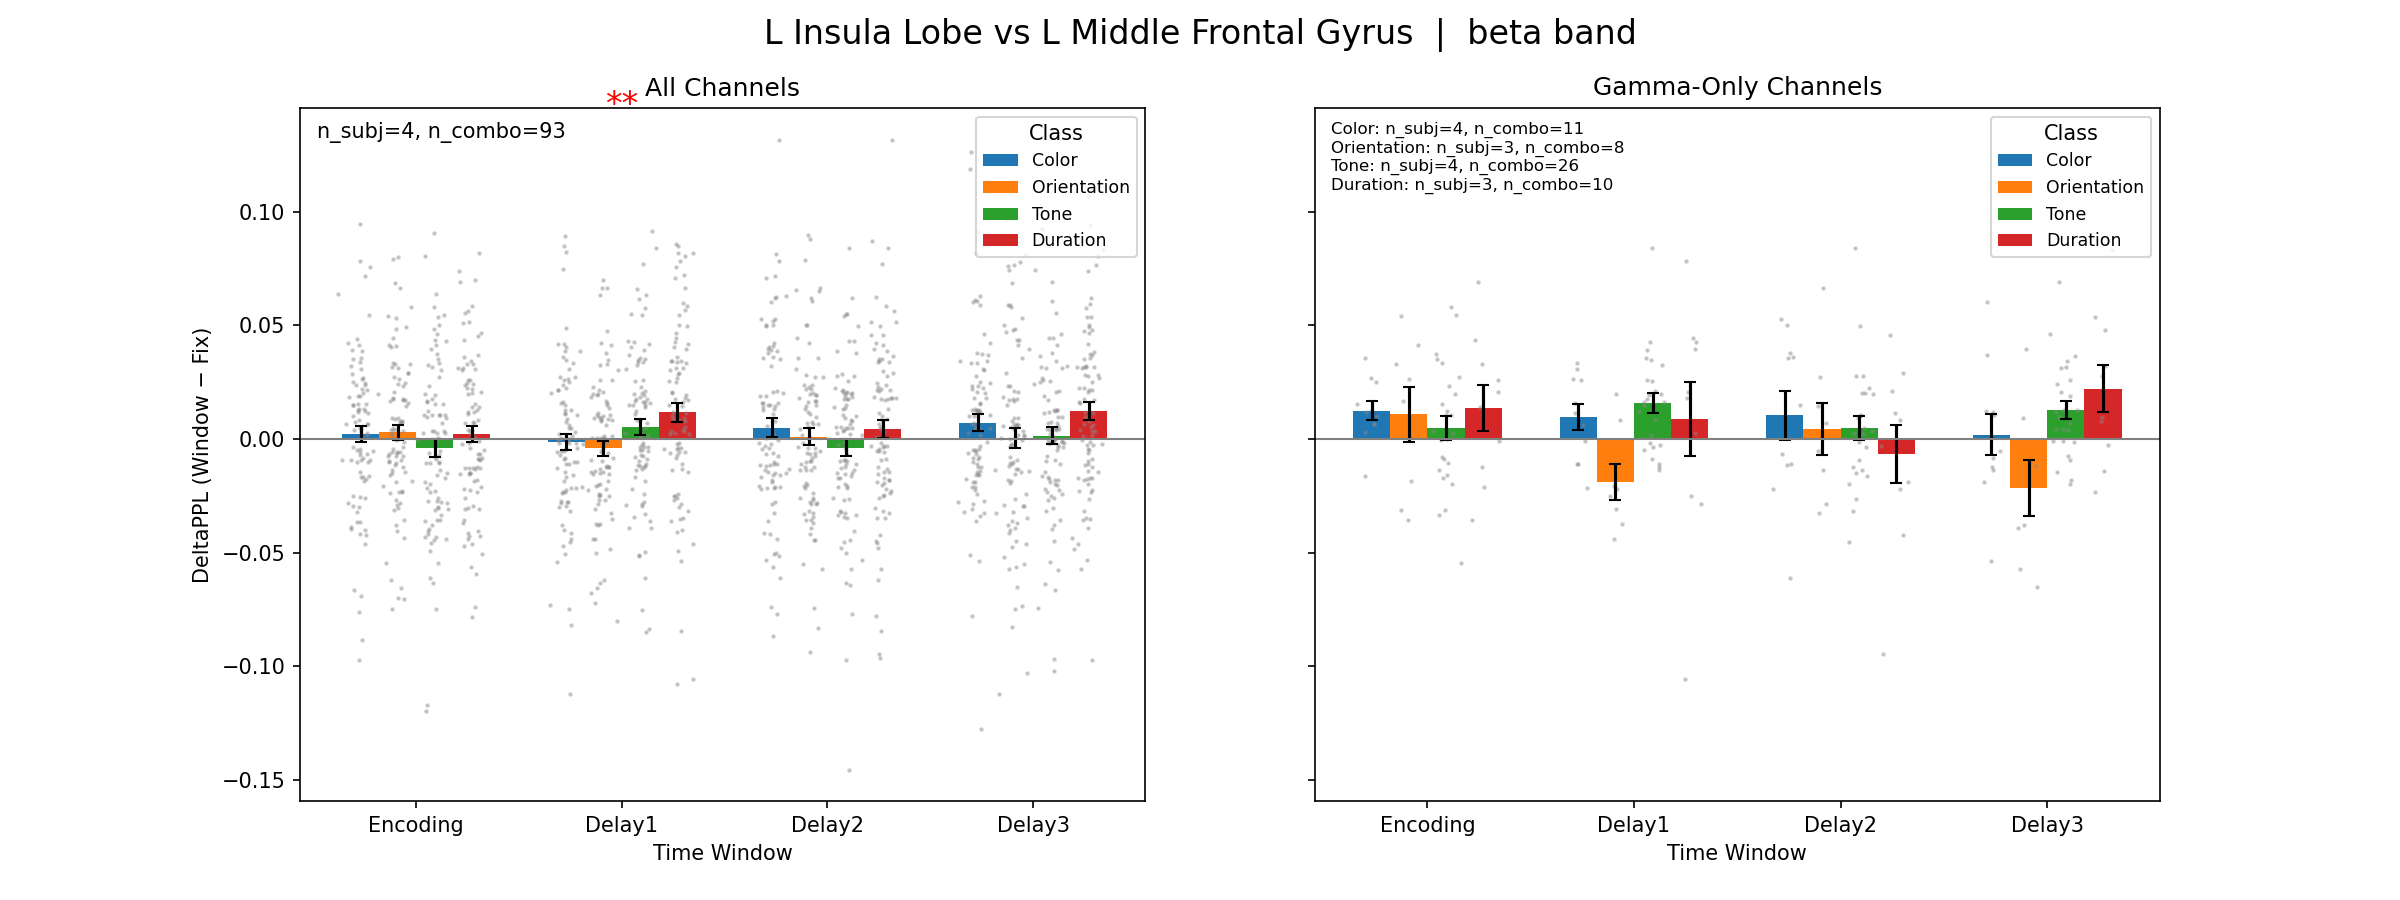 L Insula Lobe vs L Middle Frontal Gyrus | beta band
**
All Channels
n_subj=4, n_combo=93
Class
Color
Orientation
Tone
Duration
DeltaPPL (Window − Fix)
0.10
0.05
0.00
−0.05
−0.10
−0.15
Encoding
Delay1
Delay2
Delay3
Time Window
Gamma-Only Channels
Color: n_subj=4, n_combo=11
Orientation: n_subj=3, n_combo=8
Tone: n_subj=4, n_combo=26
Duration: n_subj=3, n_combo=10
Class
Color
Orientation
Tone
Duration
Encoding
Delay1
Delay2
Delay3
Time Window